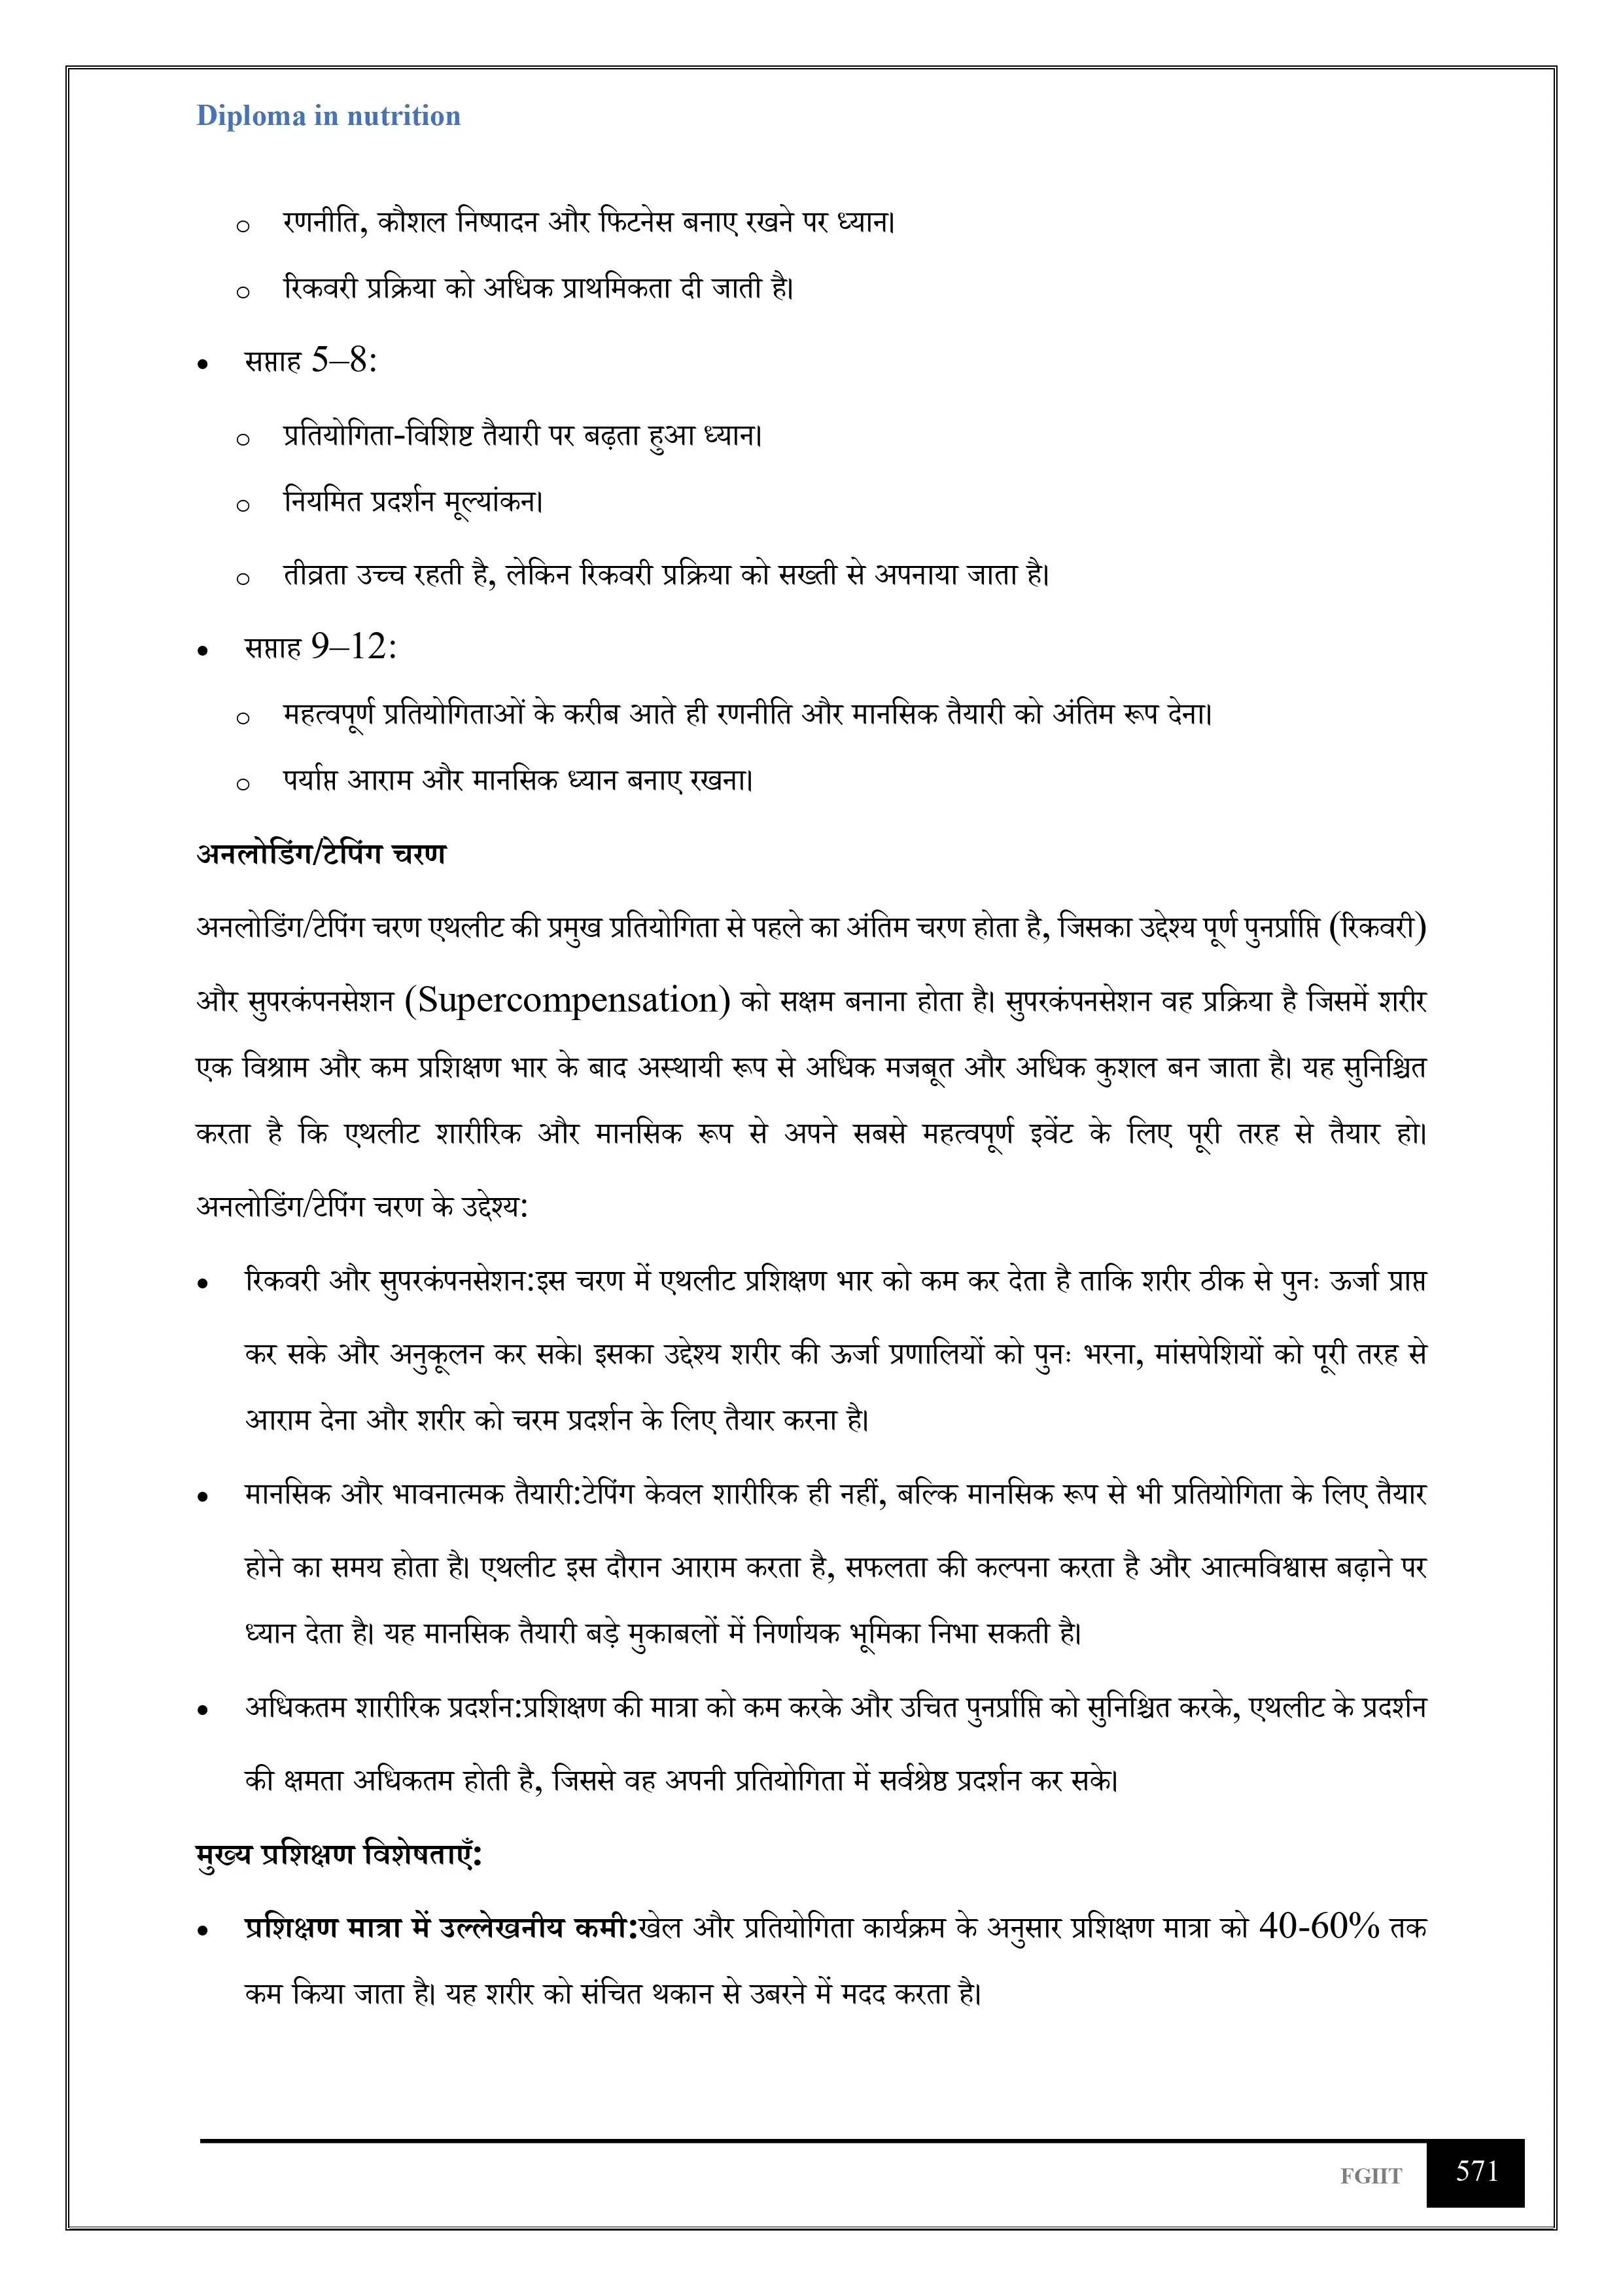 Diploma in nutrition
o रणनीति, कौशल निष्पादन और फिटनेस बनाए रखने पर ध्यान।
o रिकवरी प्रक्रिया को अधिक प्राथमिकता दी जाती है।
• सप्ताह 5–8:
o प्रतियोगिता-विशिष्ट तैयारी पर बढ़ता हुआ ध्यान।
o नियमित प्रदर्शन मूल्यांकन।
o तीव्रता उच्च रहती है, लेकिन रिकवरी प्रक्रिया को सख्ती से अपनाया जाता है।
• सप्ताह 9–12:
o महत्वपूर्ण प्रतियोगिताओं के करीब आते ही रणनीति और मानसिक तैयारी को अंतिम रूप देना।
o पर्याप्त आराम और मानसिक ध्यान बनाए रखना।
अनलोडिंग/टेपिंग चरण
अनलोडिंग/टेपिंग चरण एथलीट की प्रमुख प्रतियोगिता से पहले का अंतिम चरण होता है, जिसका उद्देश्य पूर्ण पुनर्प्राप्ति (रिकवरी)
और सुपरकंपनसेशन (Supercompensation) को सक्षम बनाना होता है। सुपरकंपनसेशन वह प्रक्रिया है जिसमें शरीर
एक विश्राम और कम प्रशिक्षण भार के बाद अस्थायी रूप से अधिक मजबूत और अधिक कुशल बन जाता है। यह सुनिश्चित
करता है कि एथलीट शारीरिक और मानसिक रूप से अपने सबसे महत्वपूर्ण इवेंट के लिए पूरी तरह से तैयार हो।
अनलोडिंग/टेपिंग चरण के उद्देश्य:
• रिकवरी और सुपरकंपनसेशन:इस चरण में एथलीट प्रशिक्षण भार को कम कर देता है ताकि शरीर ठीक से पुनः ऊर्जा प्राप्त
कर सके और अनुकूलन कर सके। इसका उद्देश्य शरीर की ऊर्जा प्रणालियों को पुनः भरना, मांसपेशियों को पूरी तरह से
आराम देना और शरीर को चरम प्रदर्शन के लिए तैयार करना है।
• मानसिक और भावनात्मक तैयारी:टेपिंग केवल शारीरिक ही नहीं, बल्कि मानसिक रूप से भी प्रतियोगिता के लिए तैयार
होने का समय होता है। एथलीट इस दौरान आराम करता है, सफलता की कल्पना करता है और आत्मविश्वास बढ़ाने पर
ध्यान देता है। यह मानसिक तैयारी बड़े मुकाबलों में निर्णायक भूमिका निभा सकती है।
• अधिकतम शारीरिक प्रदर्शन:प्रशिक्षण की मात्रा को कम करके और उचित पुनर्प्राप्ति को सुनिश्चित करके, एथलीट के प्रदर्शन
की क्षमता अधिकतम होती है, जिससे वह अपनी प्रतियोगिता में सर्वश्रेष्ठ प्रदर्शन कर सके।
मुख्य प्रशिक्षण विशेषताएँ:
• प्रशिक्षण मात्रा में उल्लेखनीय कमी:खेल और प्रतियोगिता कार्यक्रम के अनुसार प्रशिक्षण मात्रा को 40-60% तक
कम किया जाता है। यह शरीर को संचित थकान से उबरने में मदद करता है।
FGIIT 571